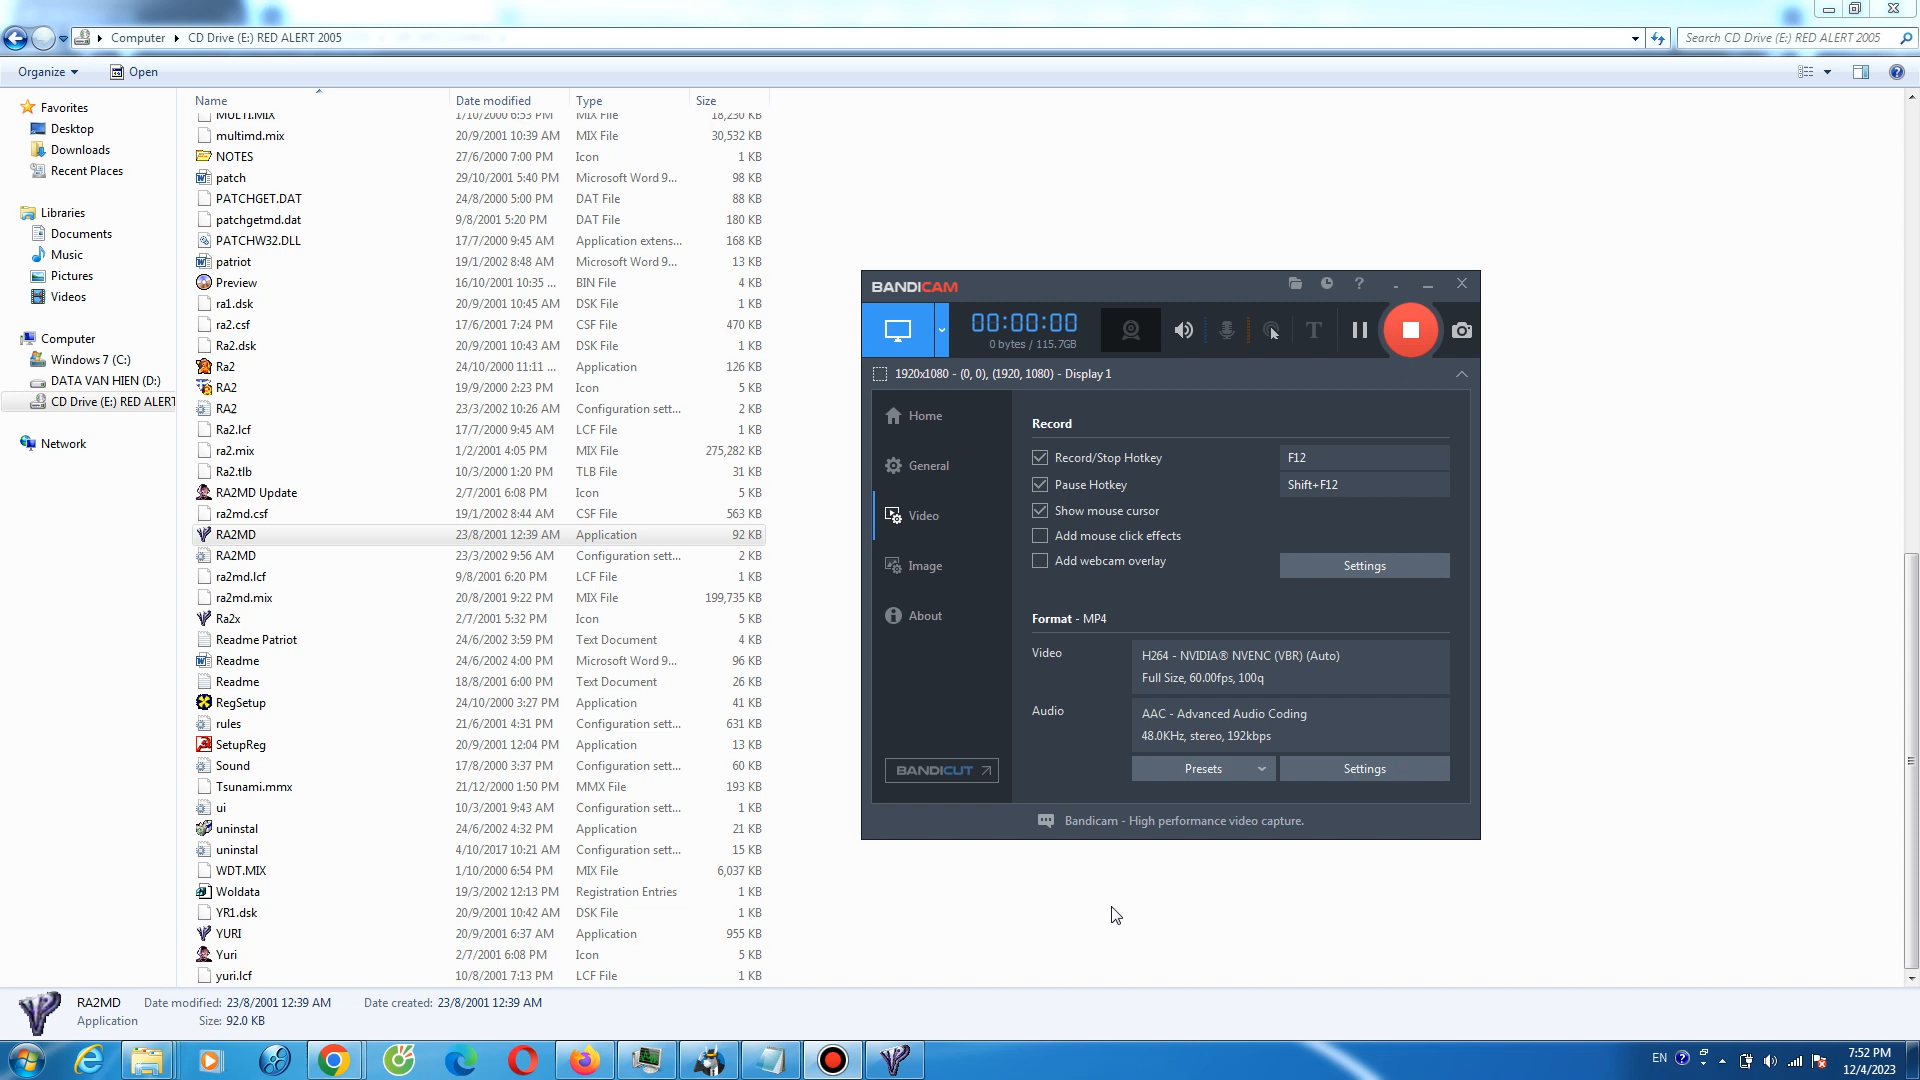 Computer
CD Drive (E:) RED ALERT 2005
Search CD Drive (E:) RED ALERT 2005
Organize
Open
Favorites
Desktop
Downloads
Recent Places
Libraries
Documents
Music
Pictures
Videos
Computer
Windows 7 (C:)
DATA VAN HIEN (D:)
CD Drive (E:) RED ALERT
Network
Name Date modified Type Size
MULTI.MIX 1/10/2000 6:53 PM MIX File 18,230 KB
multimd.mix 20/9/2001 10:39 AM MIX File 30,532 KB
NOTES 27/6/2000 7:00 PM Icon 1 KB
patch 29/10/2001 5:40 PM Microsoft Word 9... 98 KB
PATCHGET.DAT 24/8/2000 5:00 PM DAT File 88 KB
patchgetmd.dat 9/8/2001 5:20 PM DAT File 180 KB
PATCHW32.DLL 17/7/2000 9:45 AM Application extens... 168 KB
patriot 19/1/2002 8:48 AM Microsoft Word 9... 13 KB
Preview 16/10/2001 10:35 ... BIN File 4 KB
ra1.dsk 20/9/2001 10:45 AM DSK File 1 KB
ra2.csf 17/6/2001 7:24 PM CSF File 470 KB
Ra2.dsk 20/9/2001 10:43 AM DSK File 1 KB
Ra2 24/10/2000 11:11 ... Application 126 KB
RA2 19/9/2000 2:23 PM Icon 5 KB
RA2 23/3/2002 10:26 AM Configuration sett... 2 KB
Ra2.lcf 17/7/2000 9:45 AM LCF File 1 KB
ra2.mix 1/2/2001 4:05 PM MIX File 275,282 KB
Ra2.tlb 10/3/2000 1:20 PM TLB File 31 KB
RA2MD Update 2/7/2001 6:08 PM Icon 5 KB
ra2md.csf 19/1/2002 8:44 AM CSF File 563 KB
RA2MD 23/8/2001 12:39 AM Application 92 KB
RA2MD 23/3/2002 9:56 AM Configuration sett... 2 KB
ra2md.lcf 9/8/2001 6:20 PM LCF File 1 KB
ra2md.mix 20/8/2001 9:22 PM MIX File 199,735 KB
Ra2x 2/7/2001 5:32 PM Icon 5 KB
Readme Patriot 24/6/2002 3:59 PM Text Document 4 KB
Readme 24/6/2002 4:00 PM Microsoft Word 9... 96 KB
Readme 18/8/2001 6:00 PM Text Document 26 KB
RegSetup 24/10/2000 3:27 PM Application 41 KB
rules 21/6/2001 4:31 PM Configuration sett... 631 KB
SetupReg 20/9/2001 12:04 PM Application 13 KB
Sound 17/8/2000 3:37 PM Configuration sett... 60 KB
Tsunami.mmx 21/12/2000 1:50 PM MMX File 193 KB
ui 10/3/2001 9:43 AM Configuration sett... 1 KB
uninstal 24/6/2002 4:32 PM Application 21 KB
uninstal 4/10/2017 10:21 AM Configuration sett... 15 KB
WDT.MIX 1/10/2000 6:54 PM MIX File 6,037 KB
Woldata 19/3/2002 12:13 PM Registration Entries 1 KB
YR1.dsk 20/9/2001 10:42 AM DSK File 1 KB
YURI 20/9/2001 6:37 AM Application 955 KB
Yuri 2/7/2001 6:08 PM Icon 5 KB
yuri.lcf 10/8/2001 7:13 PM LCF File 1 KB
BANDICAM
00:00:00
0 bytes / 115.7GB
1920x1080 - (0, 0), (1920, 1080) - Display 1
Home
General
Video
Image
About
BANDICUT
Record
Record/Stop Hotkey F12
Pause Hotkey Shift+F12
Show mouse cursor
Add mouse click effects
Add webcam overlay
Settings
Format - MP4
Video
H264 - NVIDIA® NVENC (VBR) (Auto)
Full Size, 60.00fps, 100q
Audio
AAC - Advanced Audio Coding
48.0KHz, stereo, 192kbps
Presets
Settings
Bandicam - High performance video capture.
RA2MD Date modified: 23/8/2001 12:39 AM Date created: 23/8/2001 12:39 AM
Application Size: 92.0 KB
EN
7:52 PM
12/4/2023